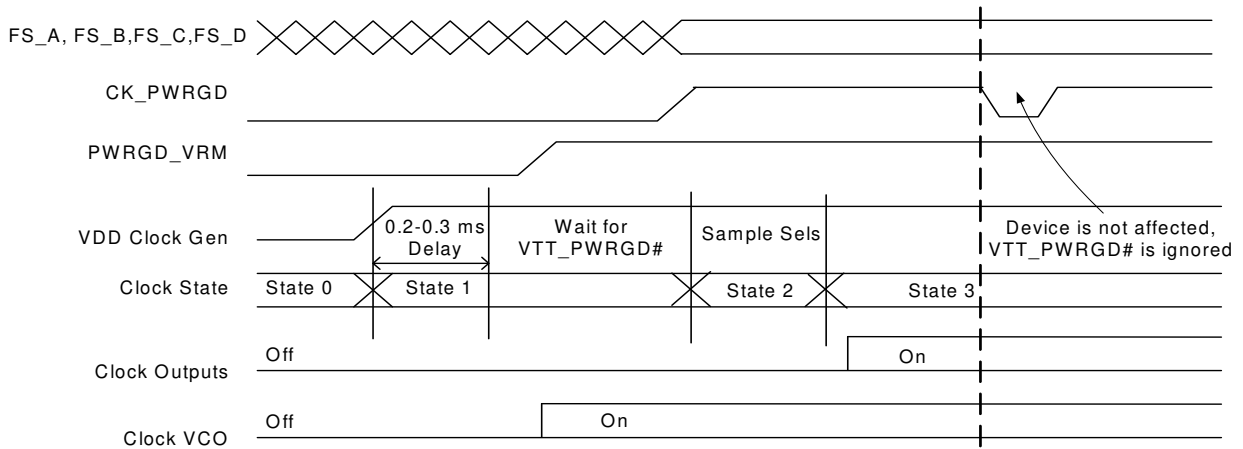 FS_A, FS_B,FS_C,FS_D
CK_PWRGD
PWRGD_VRM
VDD Clock Gen
0.2-0.3 ms
Delay
Wait for
VTT_PWRGD#
Sample Sels
Device is not affected,
VTT_PWRGD# is ignored
Clock State
State 0
State 1
State 2
State 3
Clock Outputs
Off
On
Clock VCO
Off
On